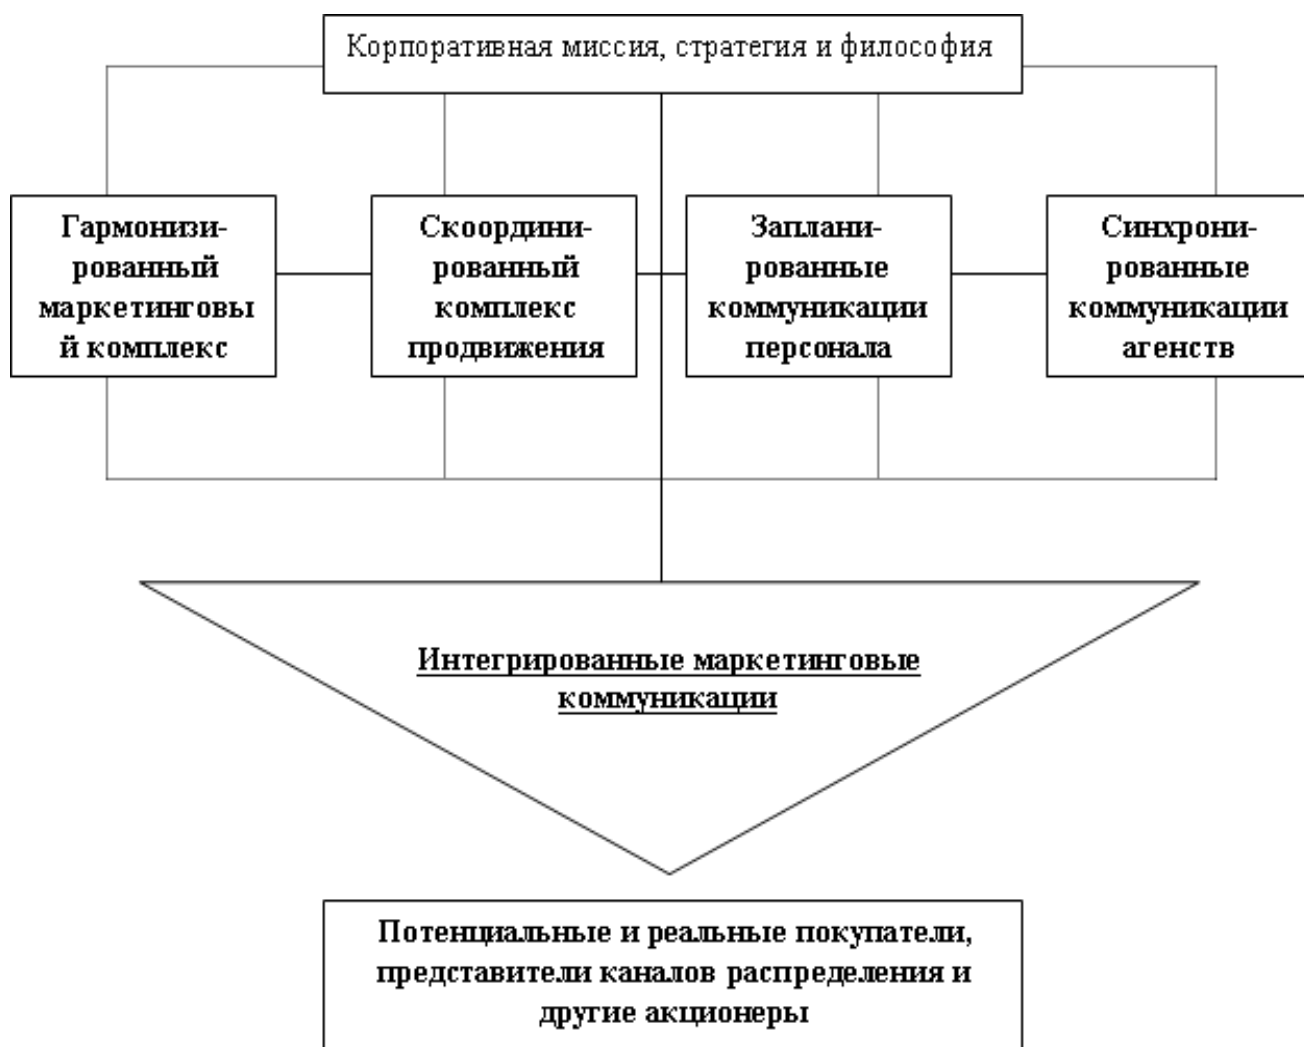 Корпоративная миссия, стратегия и философия
Гармонизи-
рованный
маркетинговы
й комплекс
Скоордини-
рованный
комплекс
продвижения
Заплани-
рованные
коммуникации
персонала
Синхрони-
рованные
коммуникации
агенств
Интегрированные маркетинговые
коммуникации
Потенциальные и реальные покупатели,
представители каналов распределения и
другие акционеры